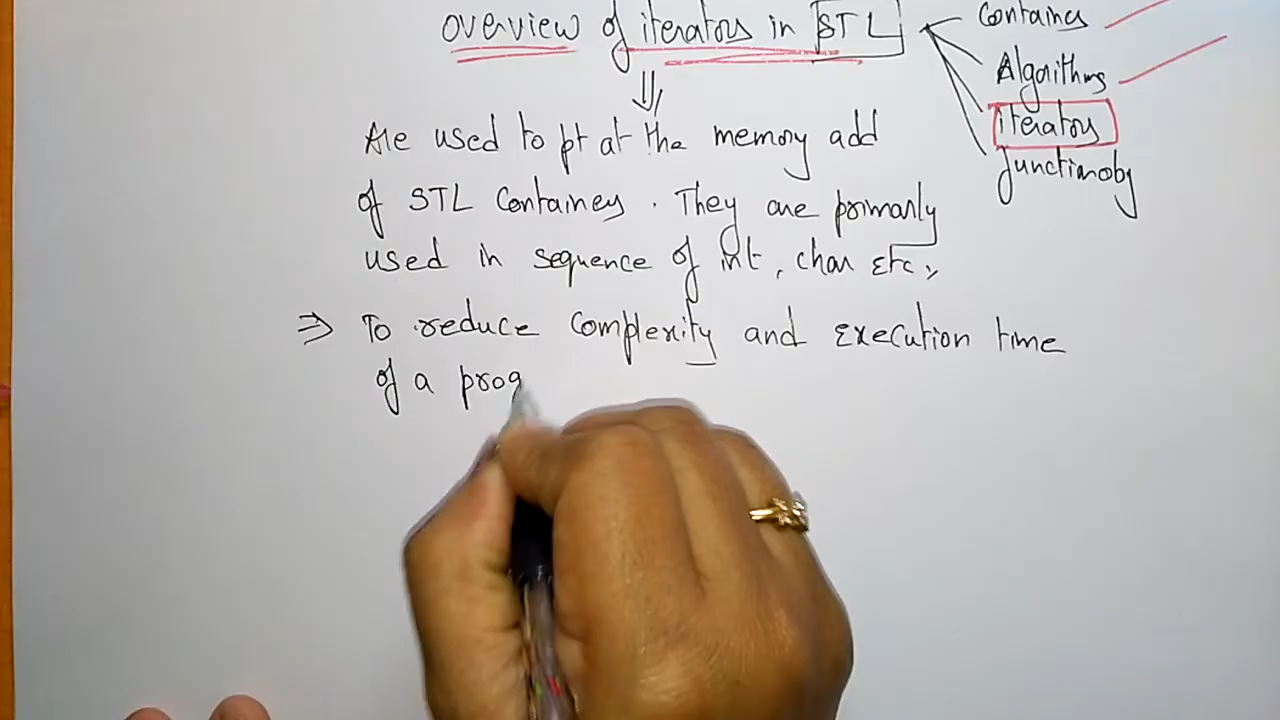 overview of iterators in STL
Containers
Algorithms
iterators
functionobj
Are used to pt at the memory add
of STL Containers. They are primarly
used in sequence of int, char etc.,
⇒ To reduce Complexity and Execution time
of a prog